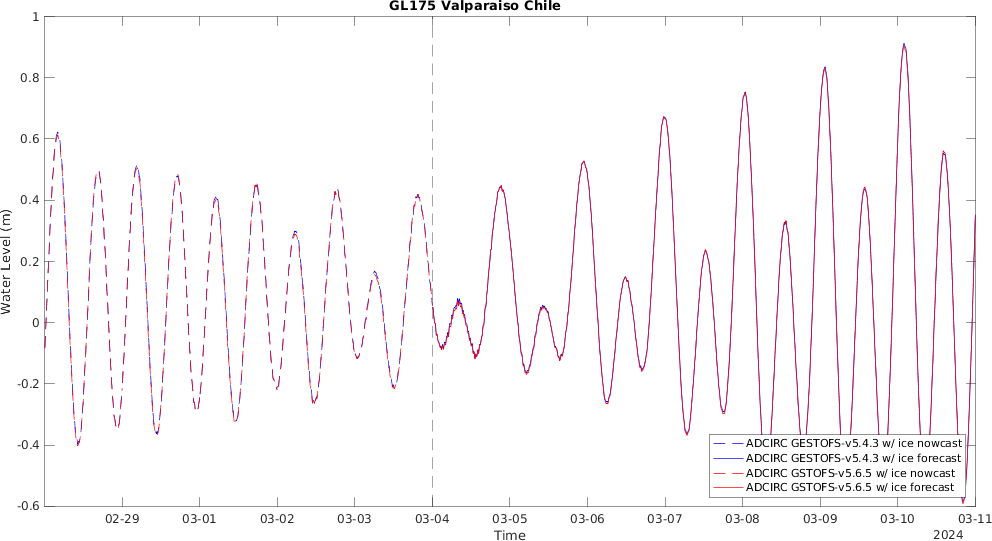 GL175 Valparaiso Chile
1
0.8
0.6
0.4
0.2
0
-0.2
-0.4
-0.6
Water Level (m)
ADCIRC GESTOFS-v5.4.3 w/ ice nowcast
ADCIRC GESTOFS-v5.4.3 w/ ice forecast
ADCIRC GSTOFS-v5.6.5 w/ ice nowcast
ADCIRC GSTOFS-v5.6.5 w/ ice forecast
02-29 03-01 03-02 03-03 03-04 03-05 03-06 03-07 03-08 03-09 03-10 03-11
Time
2024